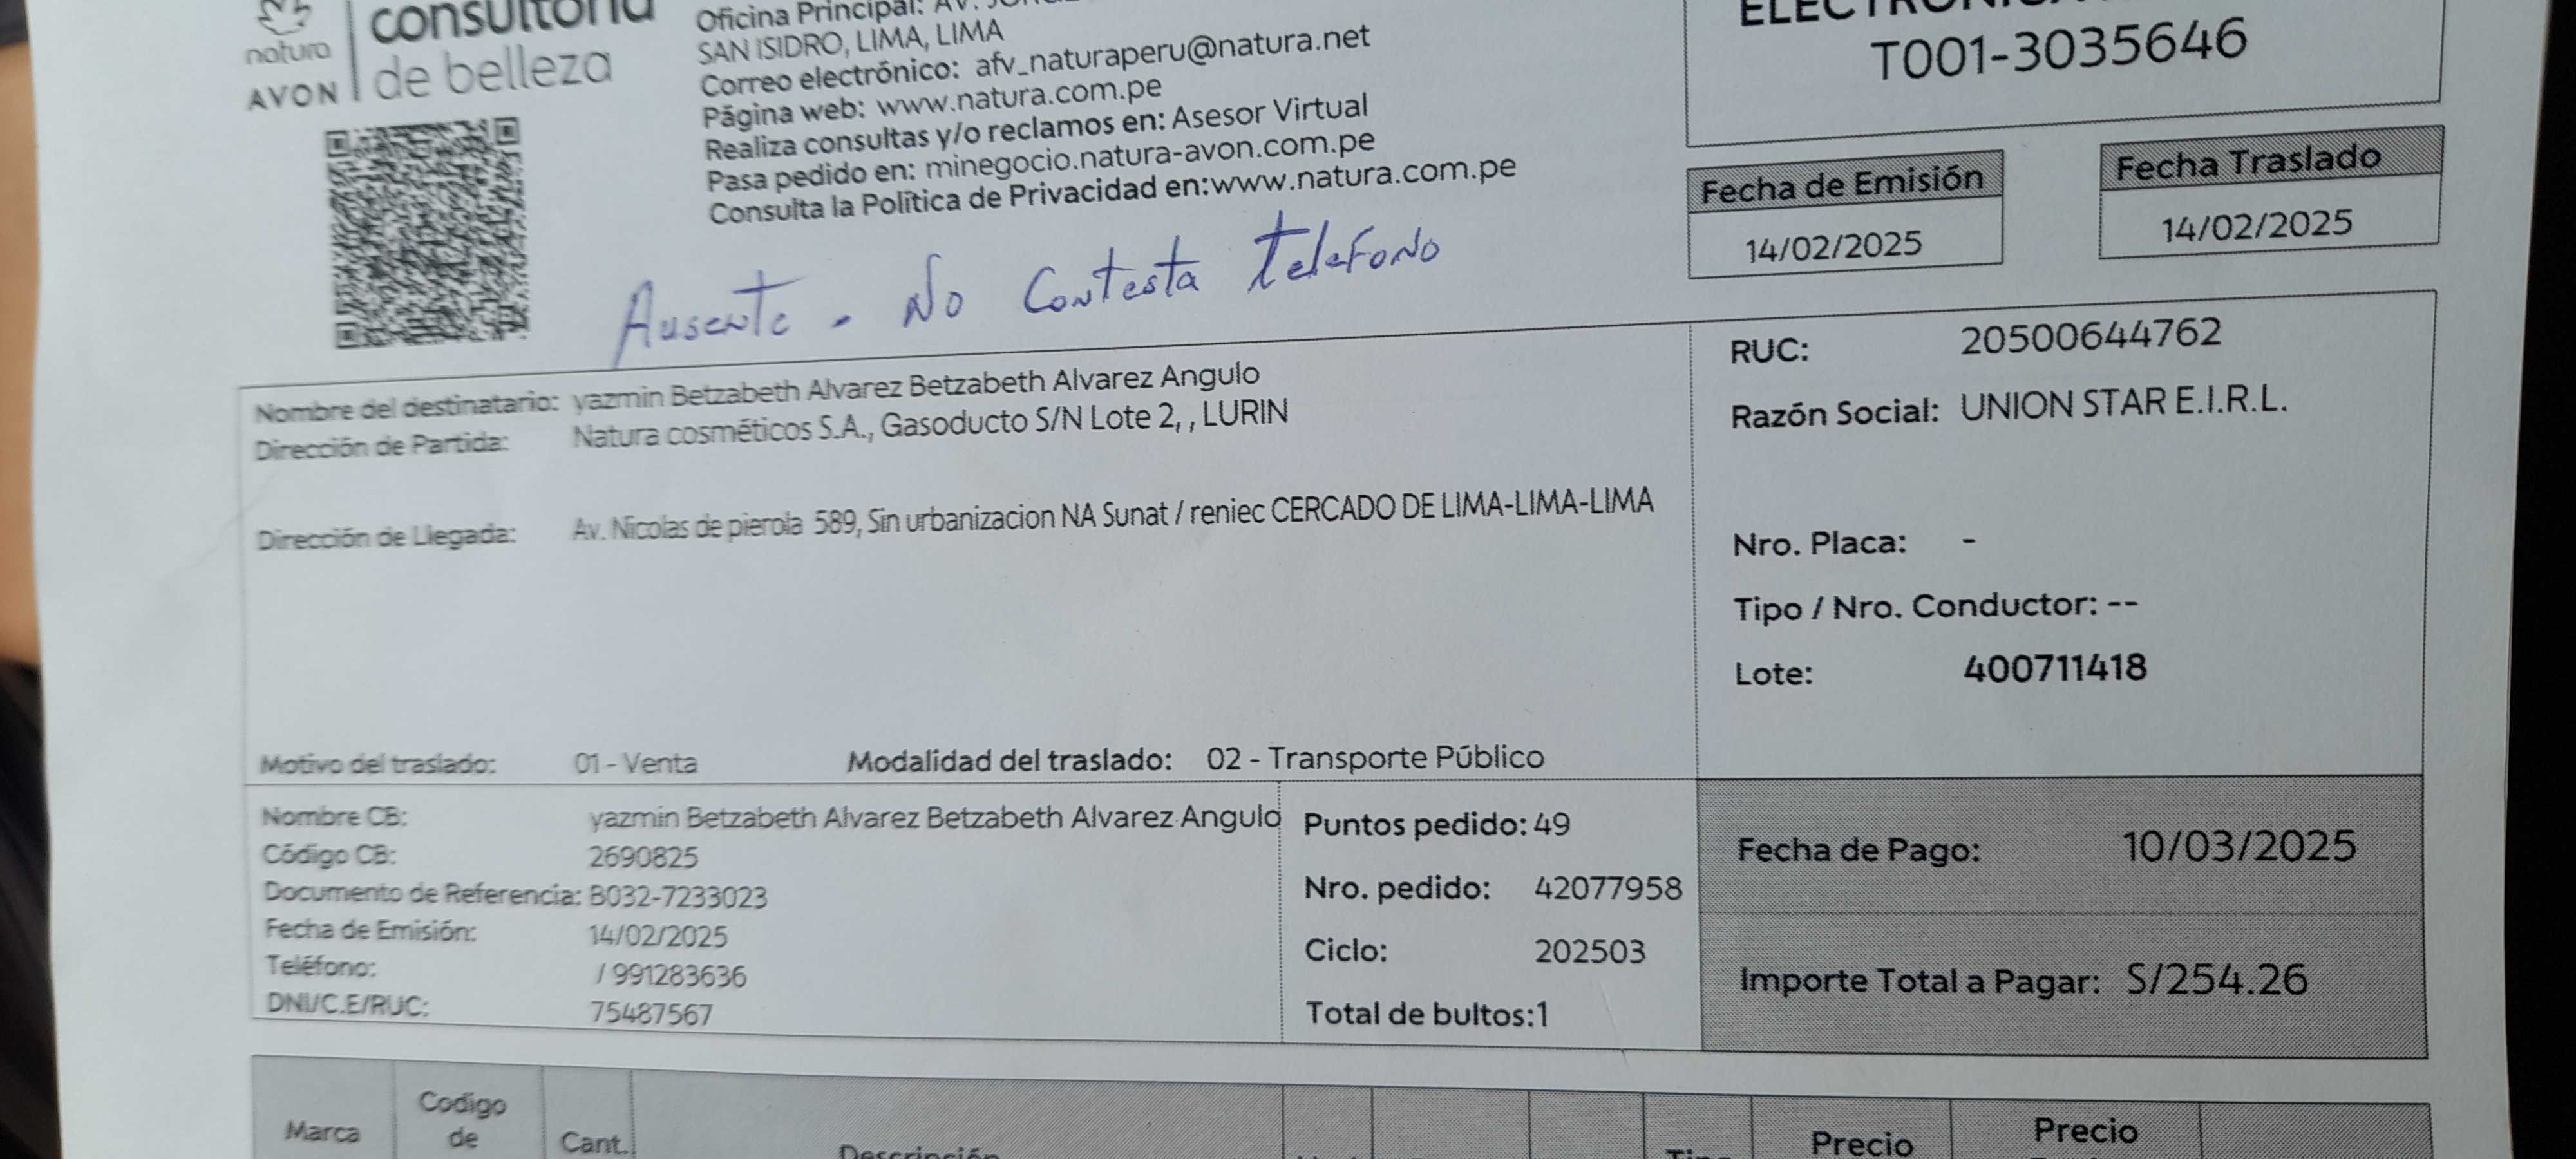 natura
AVON
consultoría
de belleza
Oficina Principal: AV.
SAN ISIDRO, LIMA, LIMA
Correo electrónico: afv_naturaperu@natura.net
Página web: www.natura.com.pe
Realiza consultas y/o reclamos en: Asesor Virtual
Pasa pedido en: minegocio.natura-avon.com.pe
Consulta la Política de Privacidad en:www.natura.com.pe
T001-3035646
Fecha de Emisión
14/02/2025
Fecha Traslado
14/02/2025
Ausente - No Contesta Telefono
Nombre del destinatario: yazmin Betzabeth Alvarez Betzabeth Alvarez Angulo
Dirección de Partida: Natura cosméticos S.A., Gasoducto S/N Lote 2, , LURIN
Dirección de Llegada: Av. Nicolas de pierola 589, Sin urbanizacion NA Sunat / reniec CERCADO DE LIMA-LIMA-LIMA
Motivo del traslado: 01 - Venta Modalidad del traslado: 02 - Transporte Público
RUC: 20500644762
Razón Social: UNION STAR E.I.R.L.
Nro. Placa: -
Tipo / Nro. Conductor: --
Lote: 400711418
Nombre CB: yazmin Betzabeth Alvarez Betzabeth Alvarez Angulo
Código CB: 2690825
Documento de Referencia: B032-7233023
Fecha de Emisión: 14/02/2025
Teléfono: / 991283636
DNI/C.E/RUC: 75487567
Puntos pedido: 49
Nro. pedido: 42077958
Ciclo: 202503
Total de bultos:1
Fecha de Pago: 10/03/2025
Importe Total a Pagar: S/254.26
Marca
Codigo
de
Cant.
Descripción
Precio
Precio